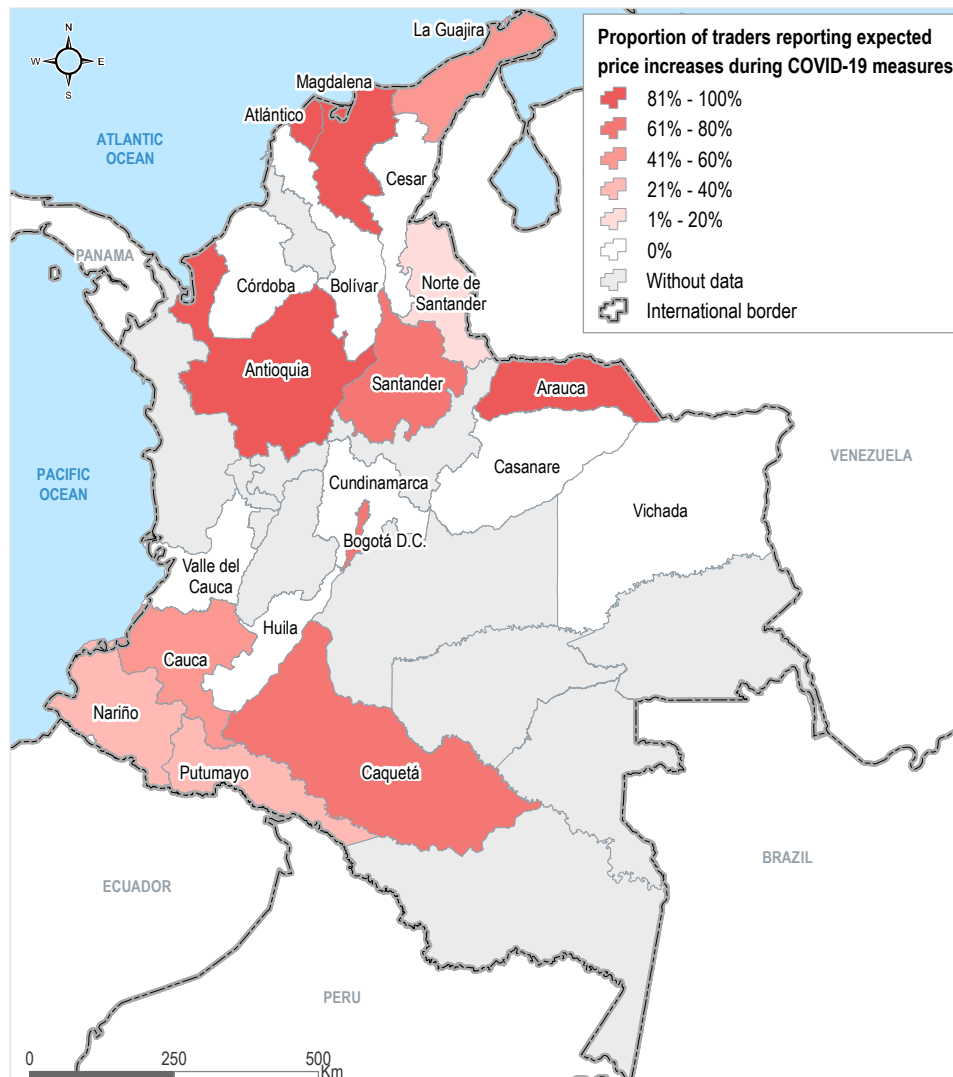 N
W
E
S
La Guajira
Magdalena
Atlántico
ATLANTIC
OCEAN
Cesar
PANAMA
Córdoba
Bolívar
Norte de
Santander
Antioquia
Santander
Arauca
PACIFIC
OCEAN
Casanare
Cundinamarca
VENEZUELA
Vichada
Bogotá D.C.
Valle del
Cauca
Huila
Cauca
Nariño
Putumayo
Caquetá
BRAZIL
ECUADOR
PERU
0
250
500
Km
Proportion of traders reporting expected
price increases during COVID-19 measures
81% - 100%
61% - 80%
41% - 60%
21% - 40%
1% - 20%
0%
Without data
International border